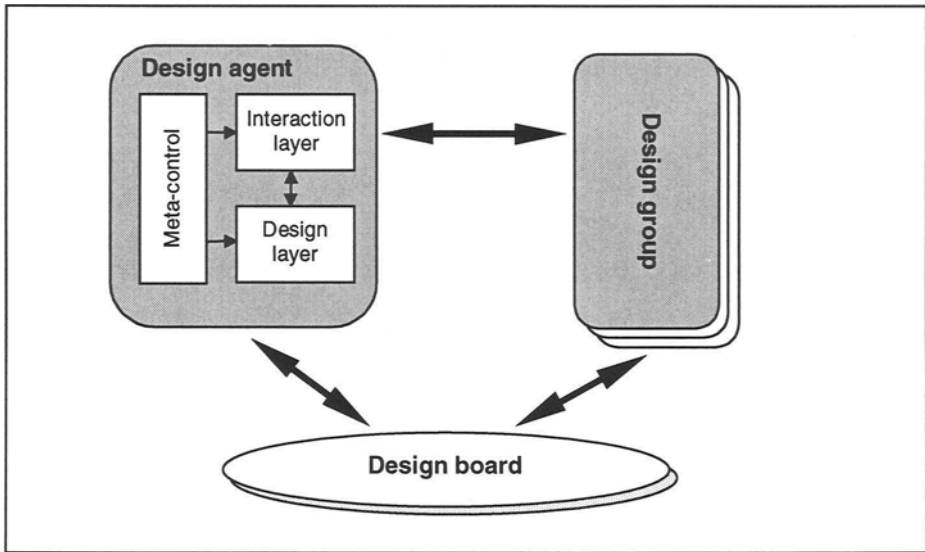 Design agent
Meta-control
Interaction
layer
Design
layer
Design group
Design board